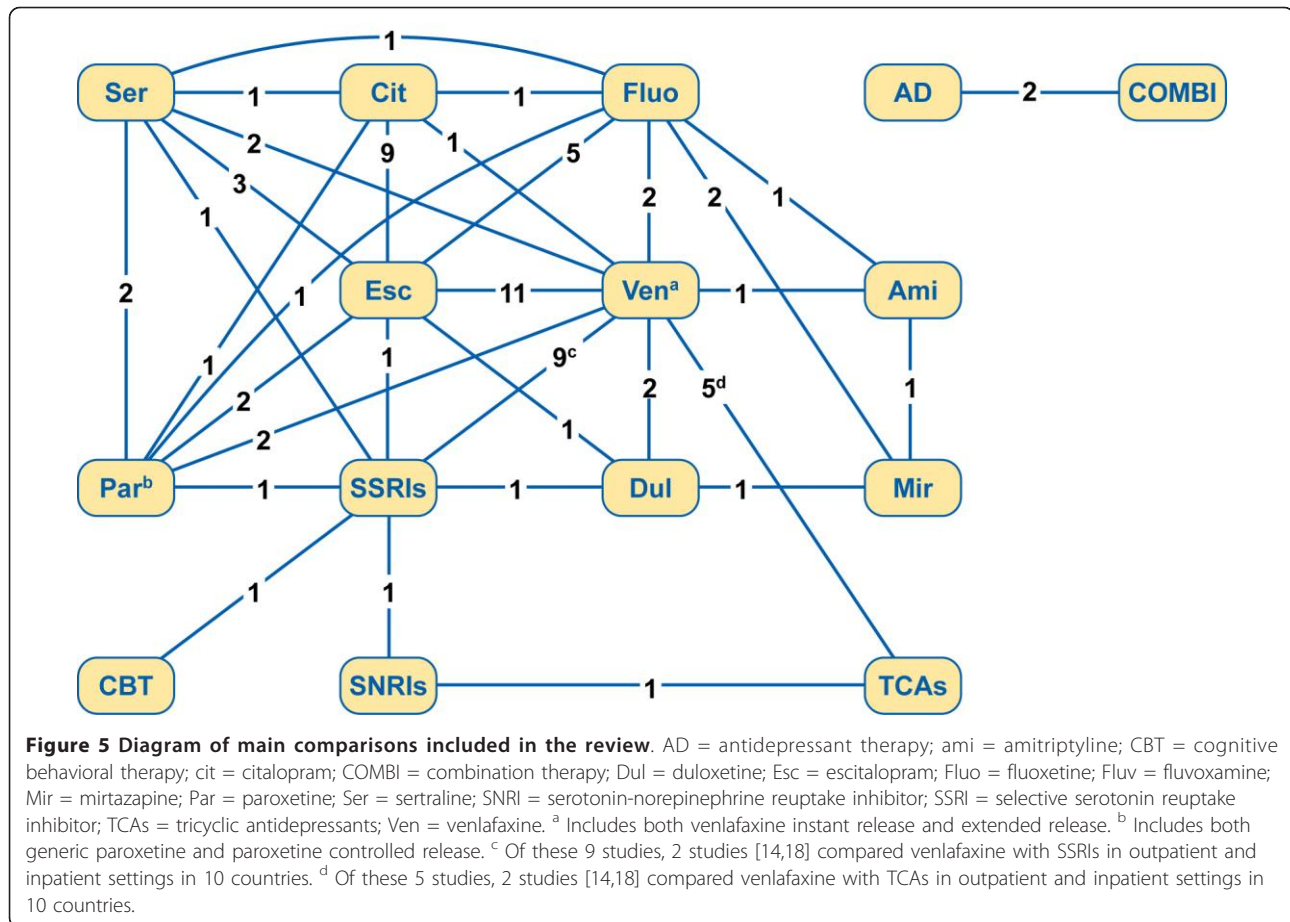 1
Ser 1 Cit 1 Fluo AD 2 COMBI
2 9 1 5
3 2 2 1
1
2 1 Esc 11 Venᵃ 1 Ami
1 1 9ᶜ 2 5ᵈ 1
2 2 1
Parᵇ 1 SSRIs 1 Dul 1 Mir
1 1
CBT SNRIs 1 TCAs
Figure 5 Diagram of main comparisons included in the review. AD = antidepressant therapy; ami = amitriptyline; CBT = cognitive
behavioral therapy; cit = citalopram; COMBI = combination therapy; Dul = duloxetine; Esc = escitalopram; Fluo = fluoxetine; Fluv = fluvoxamine;
Mir = mirtazapine; Par = paroxetine; Ser = sertraline; SNRI = serotonin-norepinephrine reuptake inhibitor; SSRI = selective serotonin reuptake
inhibitor; TCAs = tricyclic antidepressants; Ven = venlafaxine. ᵃ Includes both venlafaxine instant release and extended release. ᵇ Includes both
generic paroxetine and paroxetine controlled release. ᶜ Of these 9 studies, 2 studies [14,18] compared venlafaxine with SSRIs in outpatient and
inpatient settings in 10 countries. ᵈ Of these 5 studies, 2 studies [14,18] compared venlafaxine with TCAs in outpatient and inpatient settings in
10 countries.